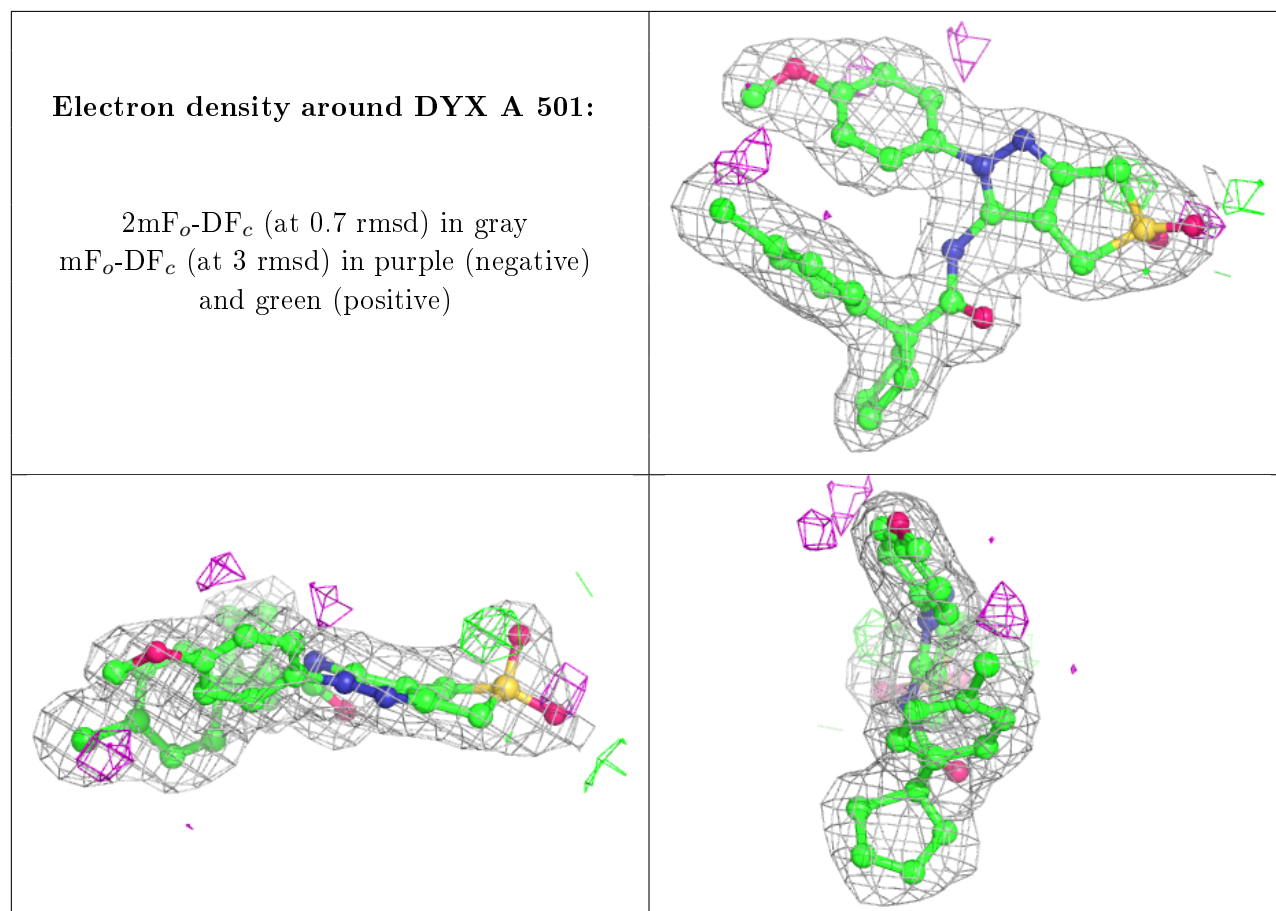 Electron density around DYX A 501:
2mFo-DFc (at 0.7 rmsd) in gray
mFo-DFc (at 3 rmsd) in purple (negative)
and green (positive)